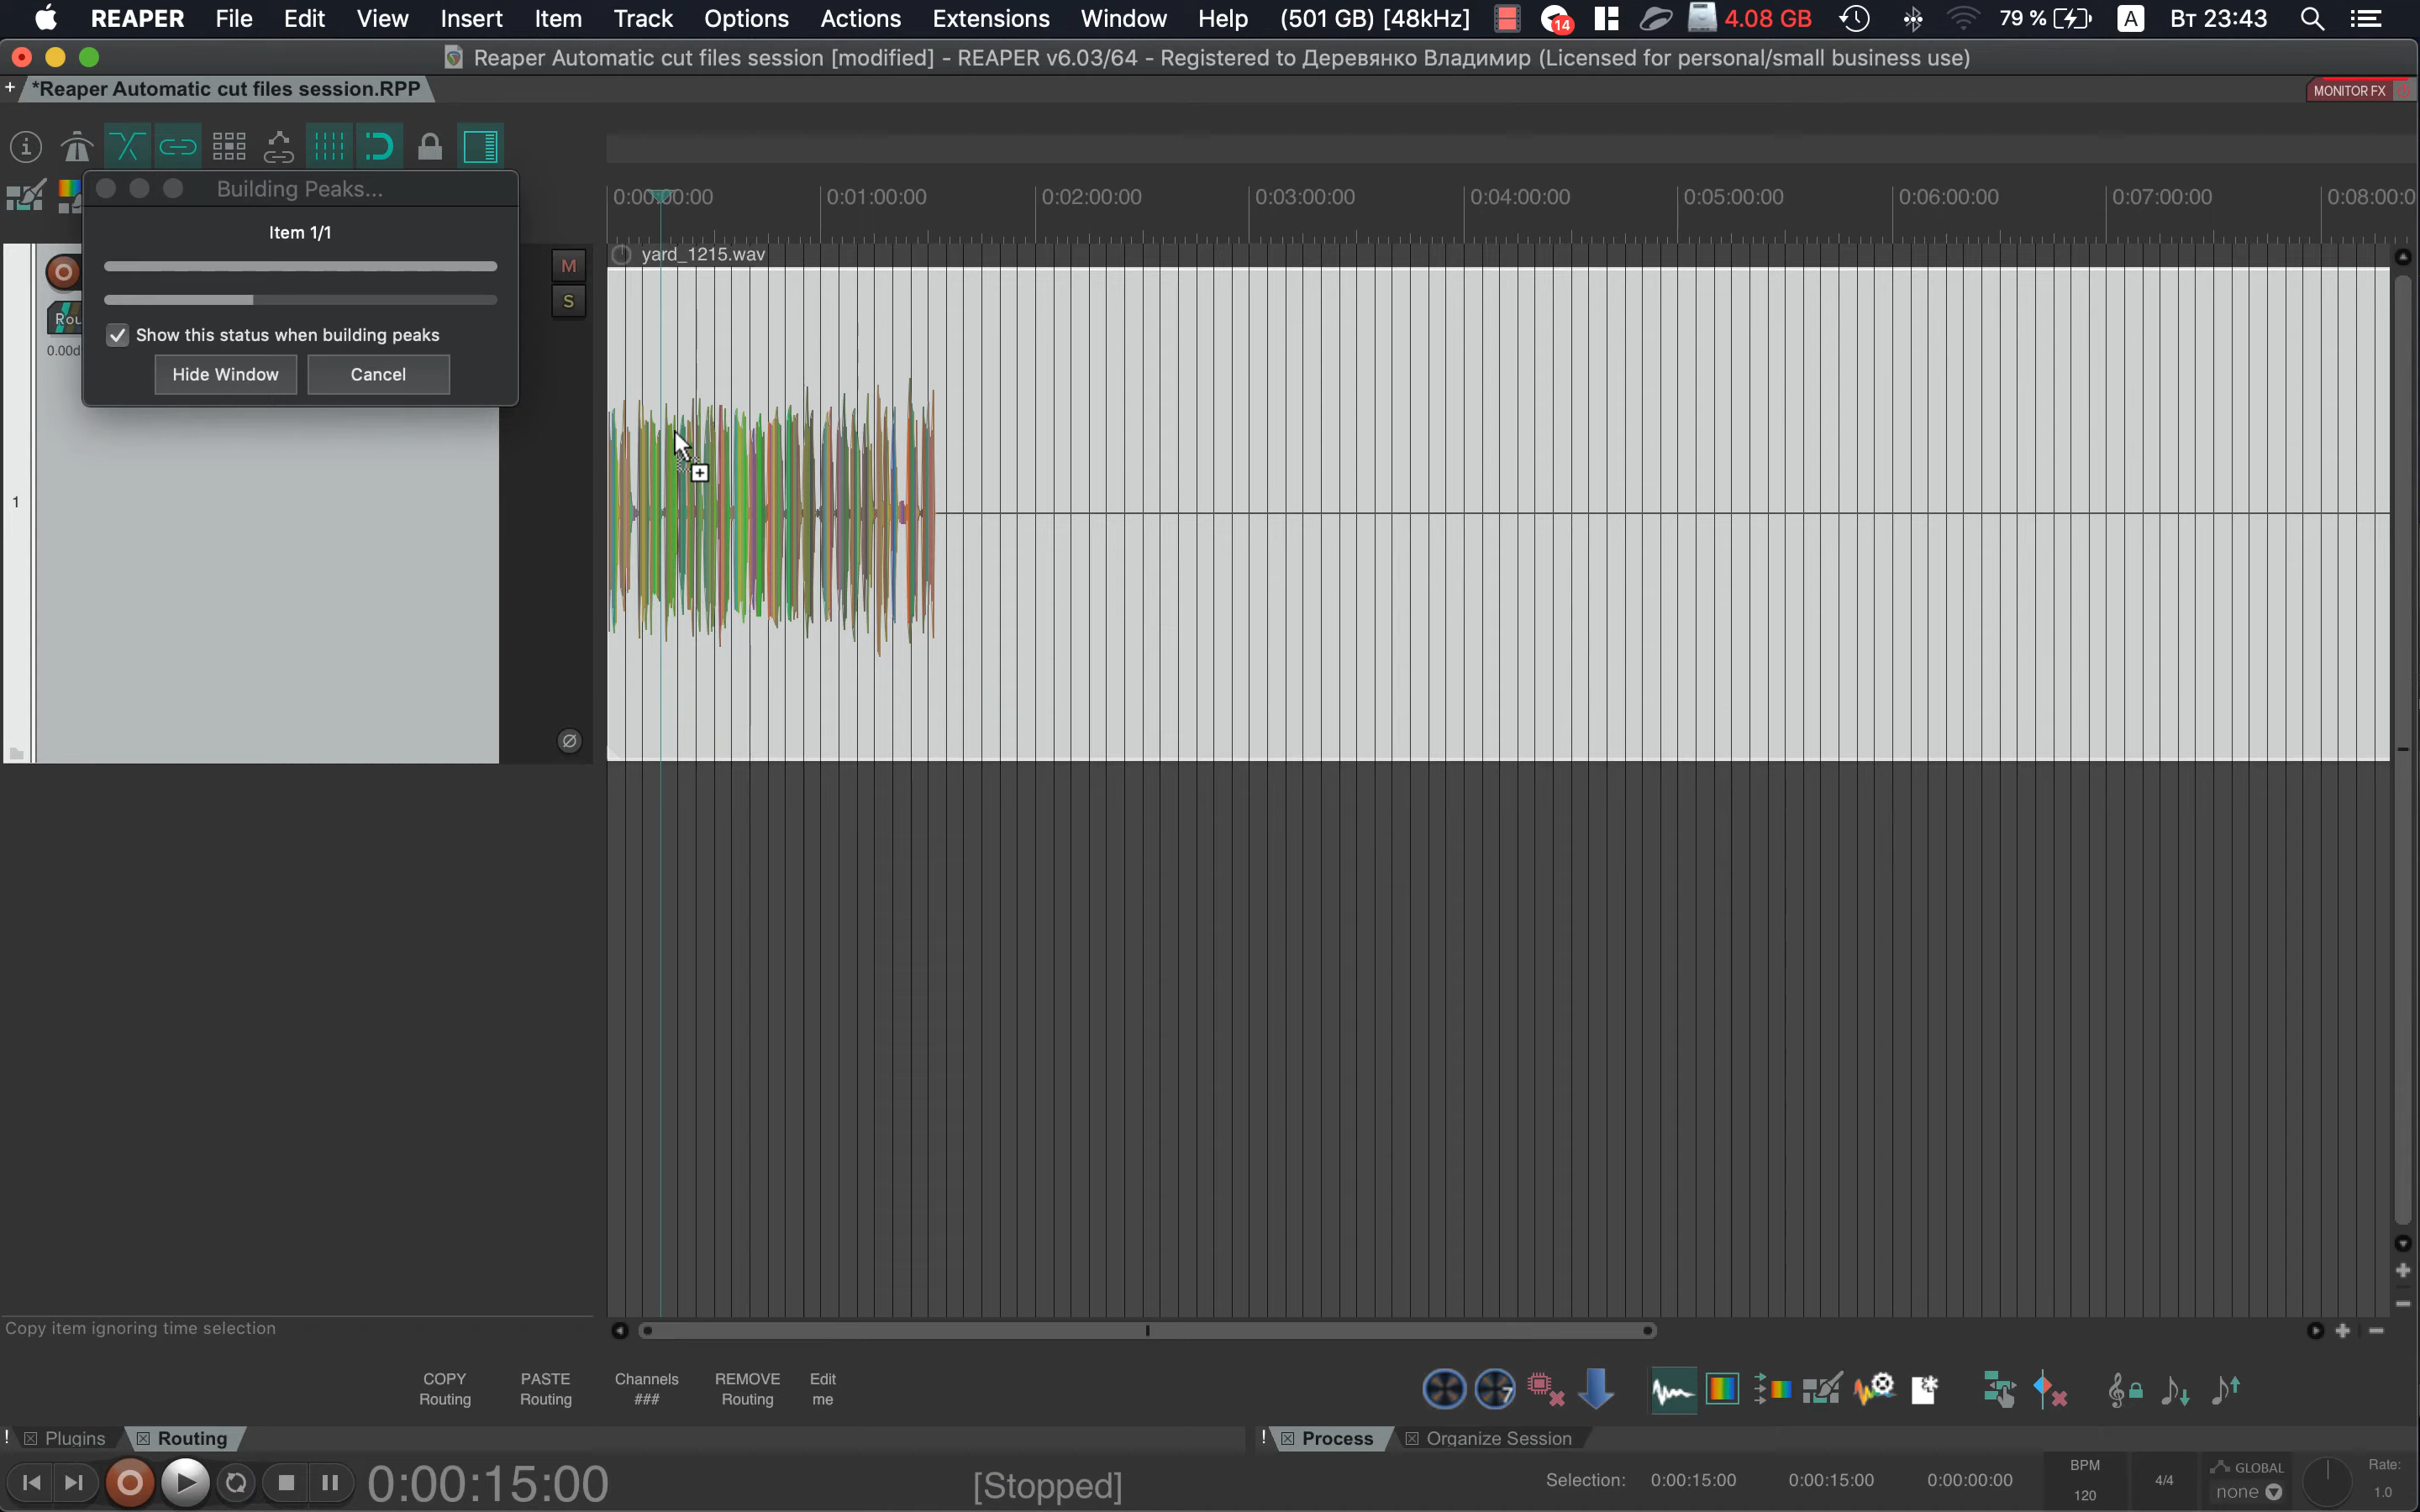 REAPER File Edit View Insert Item Track Options Actions Extensions Window Help (501 GB) [48kHz] 14 4.08 GB 79 % A Вт 23:43
Reaper Automatic cut files session [modified] - REAPER v6.03/64 - Registered to Деревянко Владимир (Licensed for personal/small business use)
+ *Reaper Automatic cut files session.RPP
MONITOR FX
Building Peaks...
0:00:00:00 0:01:00:00 0:02:00:00 0:03:00:00 0:04:00:00 0:05:00:00 0:06:00:00 0:07:00:00 0:08:00:0
Item 1/1
yard_1215.wav
M
S
Rou
Show this status when building peaks
0.00d
Hide Window Cancel
1
Copy item ignoring time selection
COPY Routing
PASTE Routing
Channels ###
REMOVE Routing
Edit me
7
! Plugins Routing
! Process Organize Session
0:00:15:00 [Stopped]
Selection: 0:00:15:00 0:00:15:00 0:00:00:00
BPM 120
4/4
GLOBAL none
Rate: 1.0